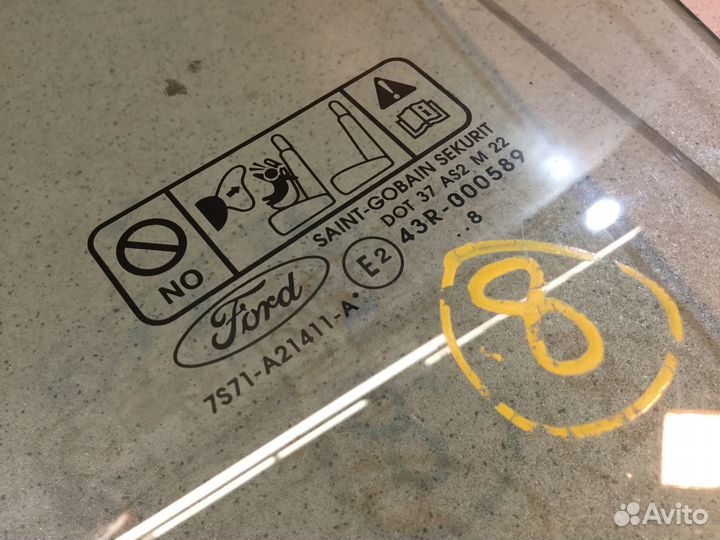 NO
SAINT-GOBAIN SEKURIT
DOT 37 AS2 M 22
E2 43R-000589
..8
Ford
7S71-A21411-A*
8
Avito